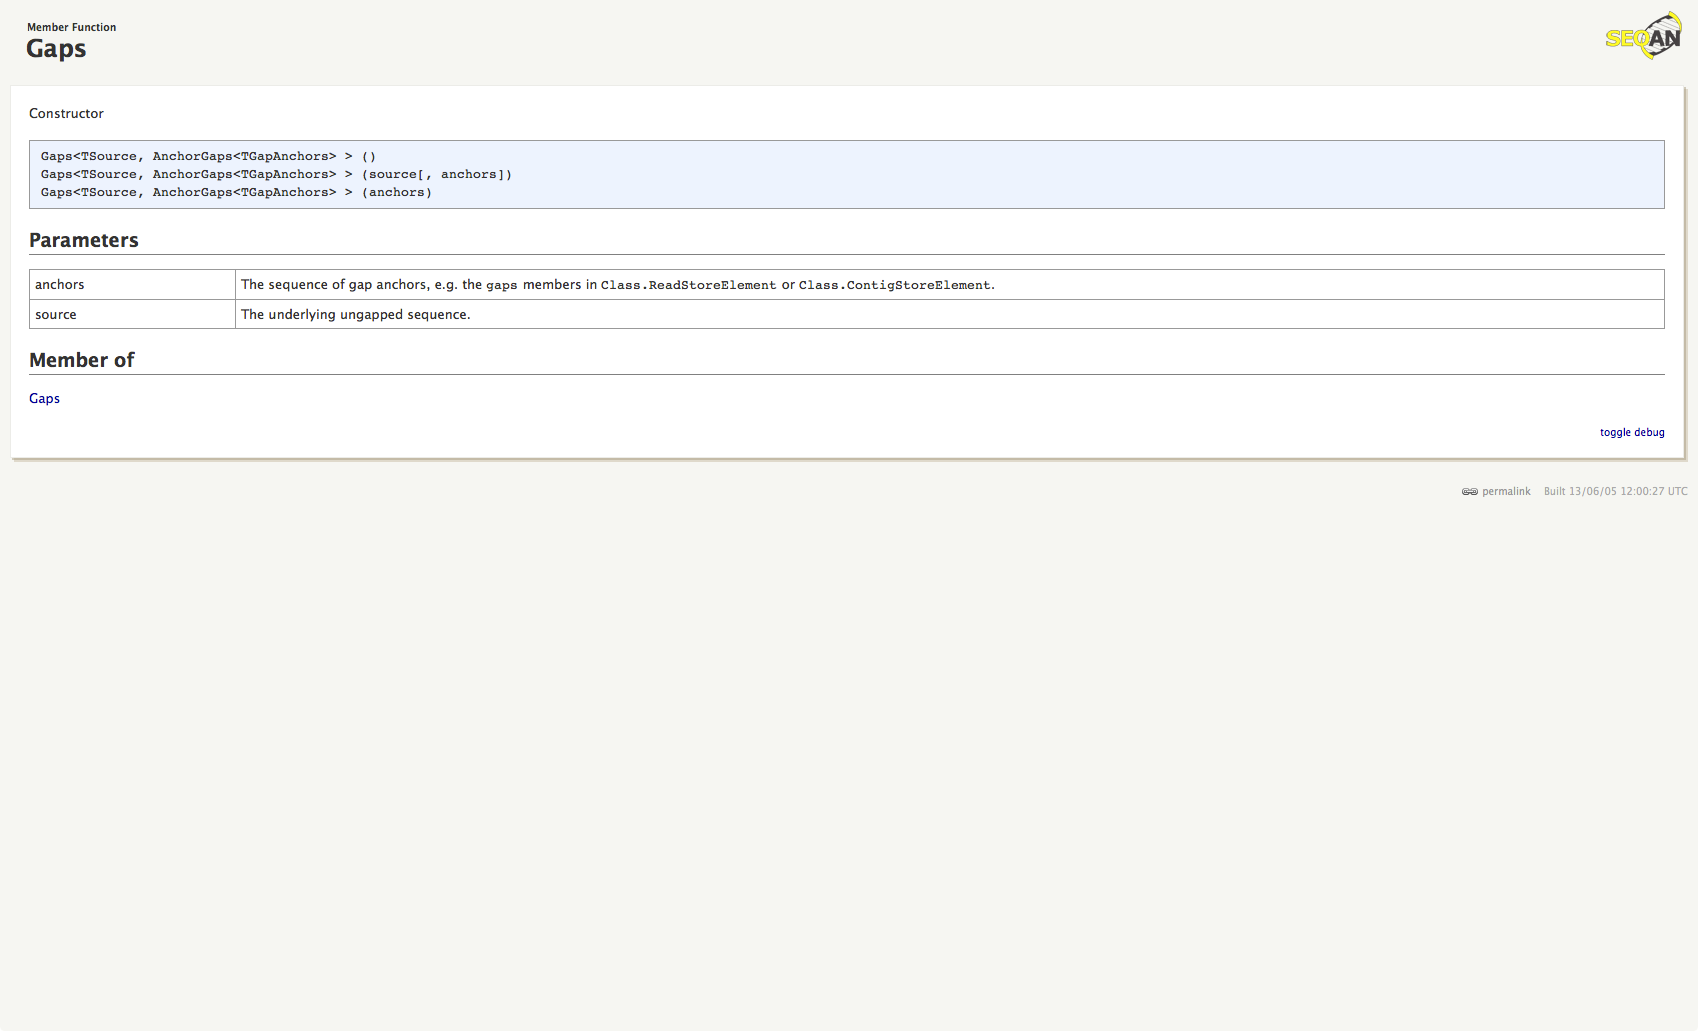 Member Function
Gaps
SEQAN
Constructor
Gaps<TSource, AnchorGaps<TGapAnchors> > ()
Gaps<TSource, AnchorGaps<TGapAnchors> > (source[, anchors])
Gaps<TSource, AnchorGaps<TGapAnchors> > (anchors)
Parameters
anchors The sequence of gap anchors, e.g. the gaps members in Class.ReadStoreElement or Class.ContigStoreElement.
source The underlying ungapped sequence.
Member of
Gaps
toggle debug
permalink Built 13/06/05 12:00:27 UTC